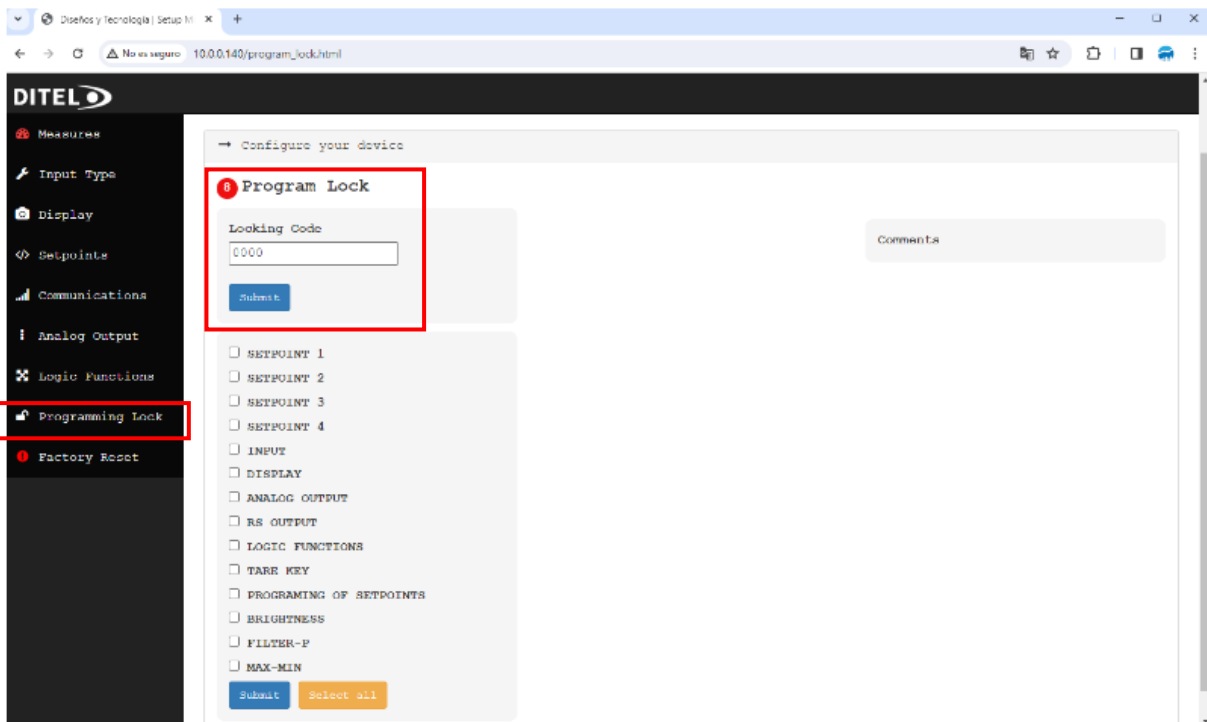 Diseños y Tecnología | Setup M
No es seguro 10.0.0.140/program_lock.html
DITEL
Measures
Input Type
Display
Setpoints
Communications
Analog Output
Logic Functions
Programming Lock
Factory Reset
Configure your device
8 Program Lock
Locking Code
0000
Submit
Comments
SETPOINT 1
SETPOINT 2
SETPOINT 3
SETPOINT 4
INPUT
DISPLAY
ANALOG OUTPUT
RS OUTPUT
LOGIC FUNCTIONS
TARE KEY
PROGRAMING OF SETPOINTS
BRIGHTNESS
FILTER-P
MAX-MIN
Submit Select all